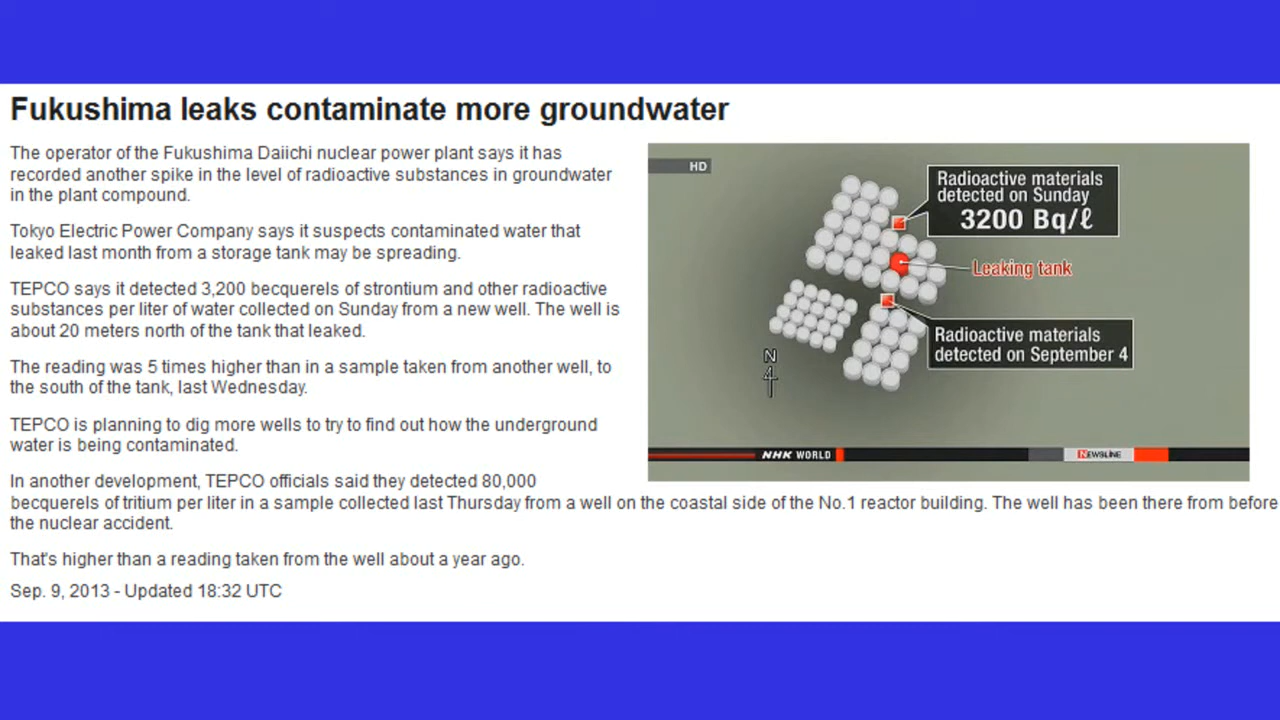 Fukushima leaks contaminate more groundwater
The operator of the Fukushima Daiichi nuclear power plant says it has
recorded another spike in the level of radioactive substances in groundwater
in the plant compound.
Tokyo Electric Power Company says it suspects contaminated water that
leaked last month from a storage tank may be spreading.
TEPCO says it detected 3,200 becquerels of strontium and other radioactive
substances per liter of water collected on Sunday from a new well. The well is
about 20 meters north of the tank that leaked.
The reading was 5 times higher than in a sample taken from another well, to
the south of the tank, last Wednesday.
TEPCO is planning to dig more wells to try to find out how the underground
water is being contaminated.
In another development, TEPCO officials said they detected 80,000
becquerels of tritium per liter in a sample collected last Thursday from a well on the coastal side of the No.1 reactor building. The well has been there from before
the nuclear accident.
That's higher than a reading taken from the well about a year ago.
Sep. 9, 2013 - Updated 18:32 UTC
HD
Radioactive materials
detected on Sunday
3200 Bq/ℓ
Leaking tank
Radioactive materials
detected on September 4
N
NHK WORLD
NEWSLINE